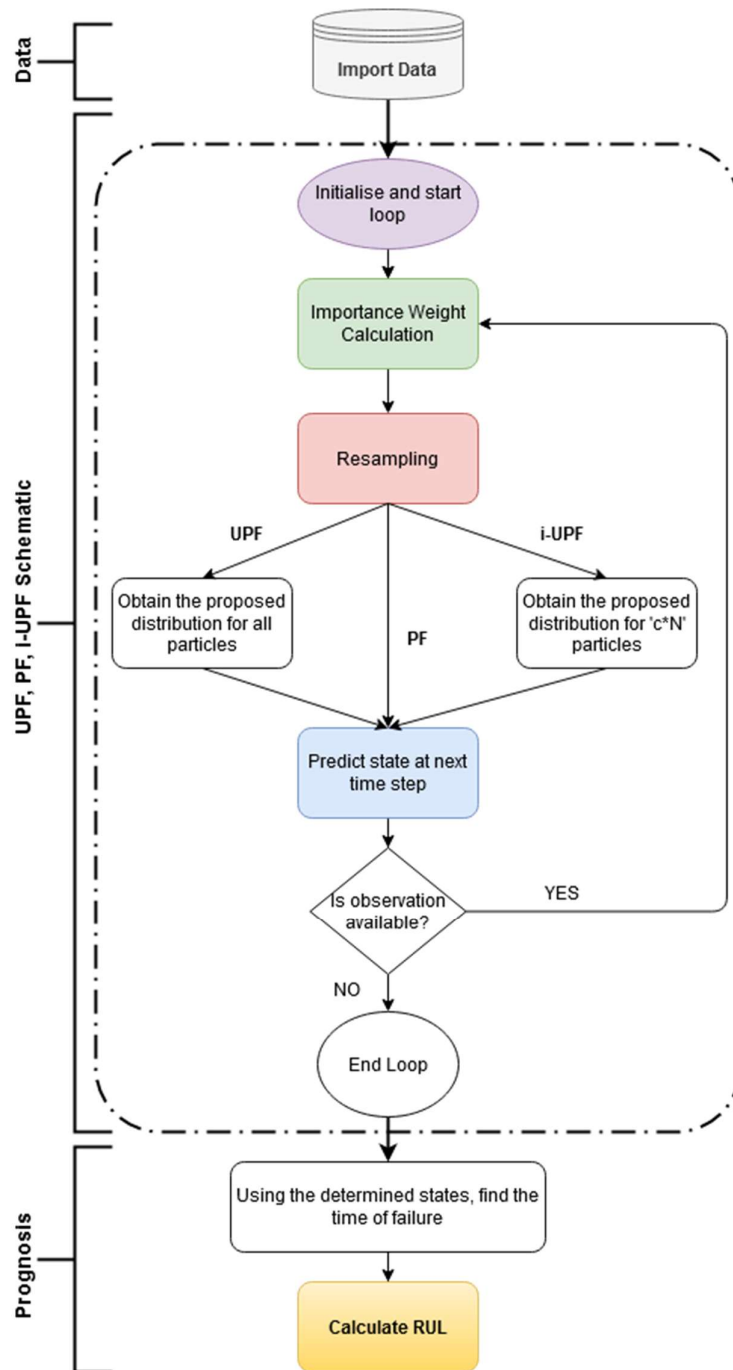 Data
Import Data
UPF, PF, i-UPF Schematic
Initialise and start
loop
Importance Weight
Calculation
Resampling
UPF
i-UPF
PF
Obtain the proposed
distribution for all
particles
Obtain the proposed
distribution for 'c*N'
particles
Predict state at next
time step
Is observation
available?
YES
NO
End Loop
Prognosis
Using the determined states, find the
time of failure
Calculate RUL